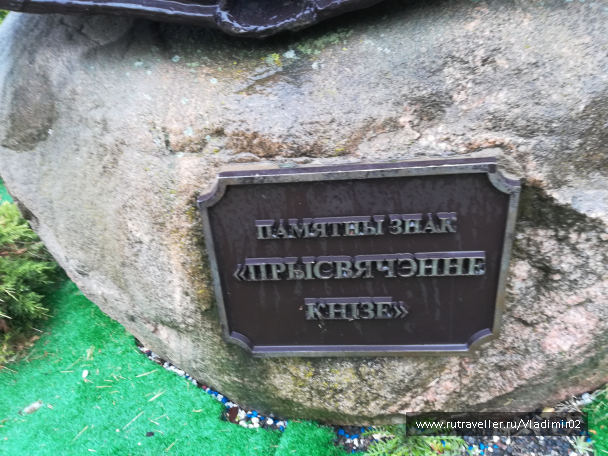 ПАМЯТНЫ ЗНАК
«ПРЫСВЯЧЭННЕ
КНІЗЕ»
www.rutraveller.ru/Vladimir02